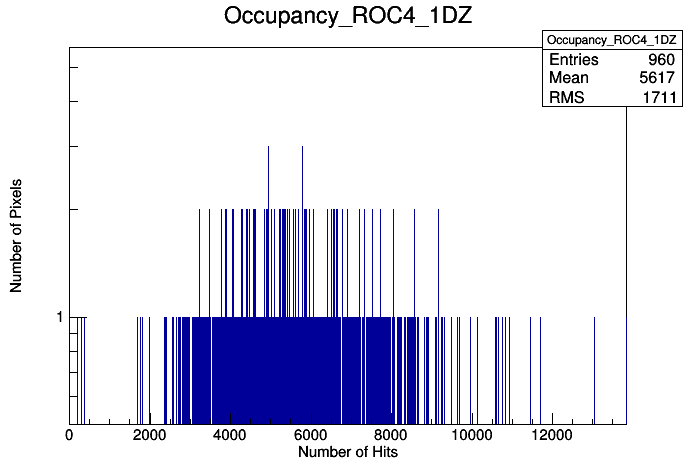 Occupancy_ROC4_1DZ
Occupancy_ROC4_1DZ
Entries 960
Mean 5617
RMS 1711
Number of Pixels
1
0 2000 4000 6000 8000 10000 12000
Number of Hits